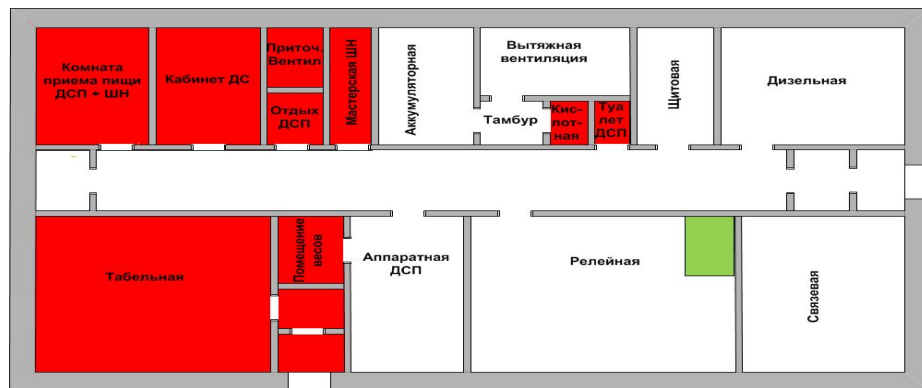 Комната
приема пищи
ДСП + ШН
Кабинет ДС
Приточ.
Вентил
Отдых
ДСП
Мастерская ШН
Аккумуляторная
Вытяжная
вентиляция
Тамбур
Кис-
лот-
ная
Туа
лет
ДСП
Щитовая
Дизельная
Табельная
Помещение
весов
Аппаратная
ДСП
Релейная
Связевая